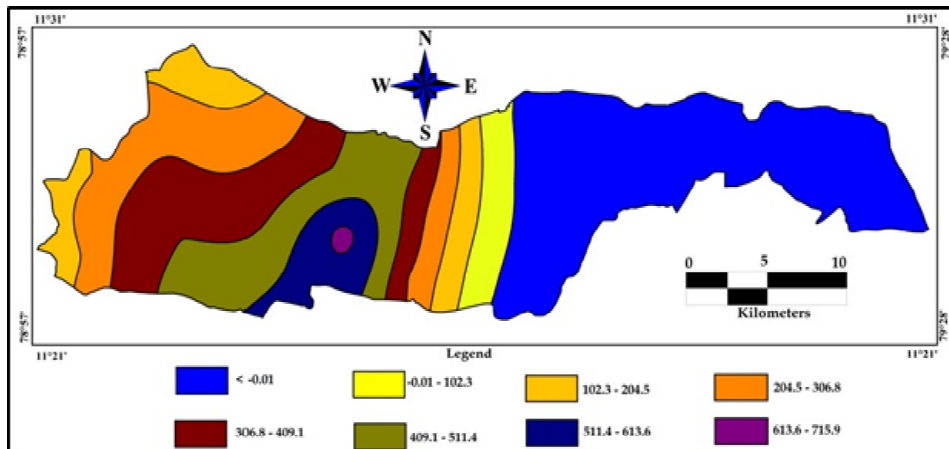 11°31' 11°31'
78°57' 79°28'
N
W E
S
0 5 10
Kilometers
78°57' 79°28'
11°21' 11°21'
Legend
< -0.01 -0.01 - 102.3 102.3 - 204.5 204.5 - 306.8
306.8 - 409.1 409.1 - 511.4 511.4 - 613.6 613.6 - 715.9